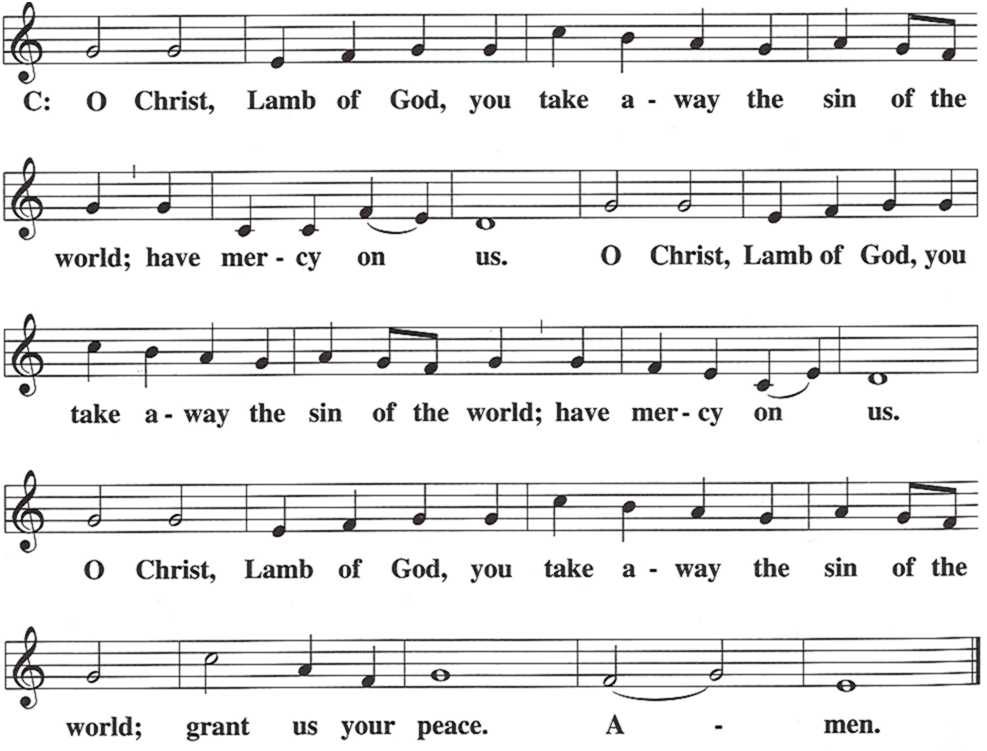 C: O Christ, Lamb of God, you take a - way the sin of the
world; have mer - cy on us. O Christ, Lamb of God, you
take a - way the sin of the world; have mer - cy on us.
O Christ, Lamb of God, you take a - way the sin of the
world; grant us your peace. A - men.